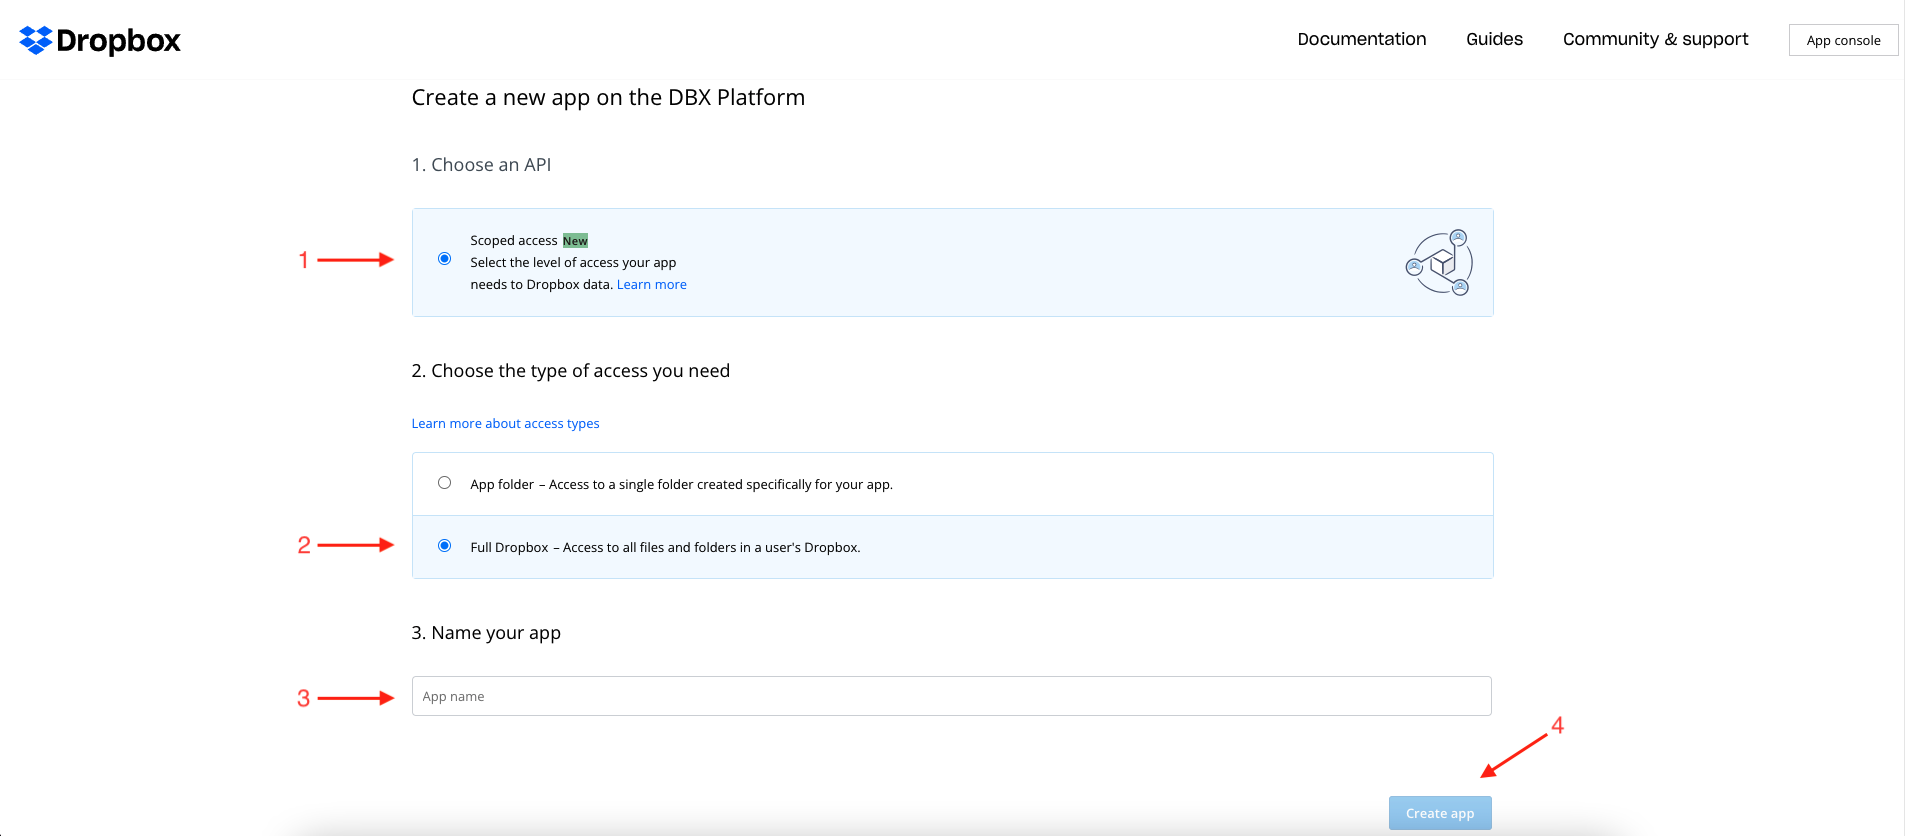 Dropbox
Documentation Guides Community & support App console
Create a new app on the DBX Platform
1. Choose an API
1
Scoped access New
Select the level of access your app
needs to Dropbox data. Learn more
2. Choose the type of access you need
Learn more about access types
App folder – Access to a single folder created specifically for your app.
2
Full Dropbox – Access to all files and folders in a user's Dropbox.
3. Name your app
3
App name
4
Create app